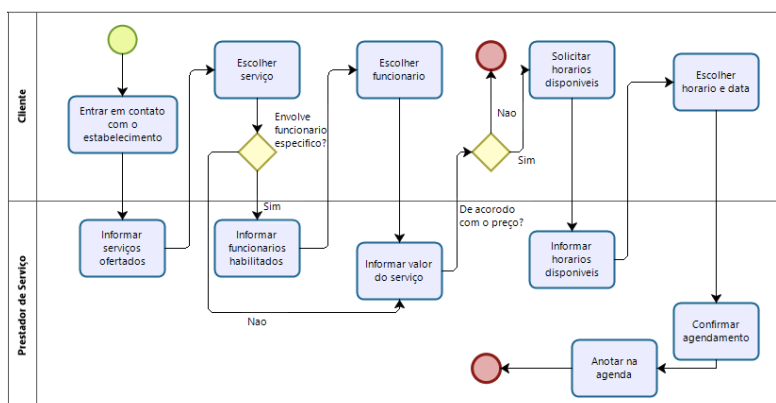 Cliente
Entrar em contato
com o
estabelecimento
Escolher
serviço
Envolve
funcionario
especifico?
Sim
Nao
Escolher
funcionario
Nao
Sim
De acorodo
com o preço?
Solicitar
horarios
disponiveis
Escolher
horario e data
Prestador de Serviço
Informar
serviços
ofertados
Informar
funcionarios
habilitados
Informar valor
do serviço
Informar
horarios
disponiveis
Confirmar
agendamento
Anotar na
agenda